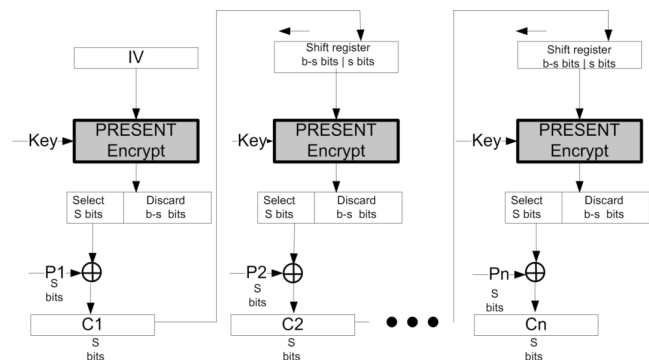 IV
Key
PRESENT
Encrypt
Select
S bits
Discard
b-s bits
P1
S
bits
C1
S
bits
Shift register
b-s bits | s bits
Key
PRESENT
Encrypt
Select
S bits
Discard
b-s bits
P2
S
bits
C2
S
bits
Shift register
b-s bits | s bits
Key
PRESENT
Encrypt
Select
S bits
Discard
b-s bits
Pn
S
bits
Cn
S
bits